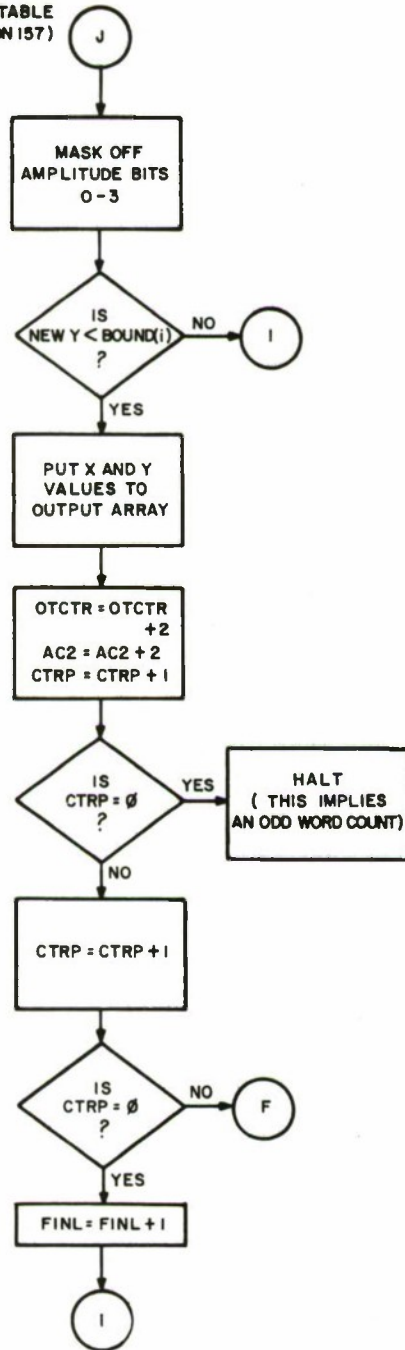 TABLE
ON 157)
J
MASK OFF
AMPLITUDE BITS
0-3
IS
NEW Y < BOUND(i)
?
NO
I
YES
PUT X AND Y
VALUES TO
OUTPUT ARRAY
OTCTR = OTCTR
+2
AC2 = AC2 + 2
CTRP = CTRP + 1
IS
CTRP = Ø
?
YES
HALT
( THIS IMPLIES
AN ODD WORD COUNT)
NO
CTRP = CTRP + 1
IS
CTRP = Ø
?
NO
F
YES
FINL = FINL + 1
I